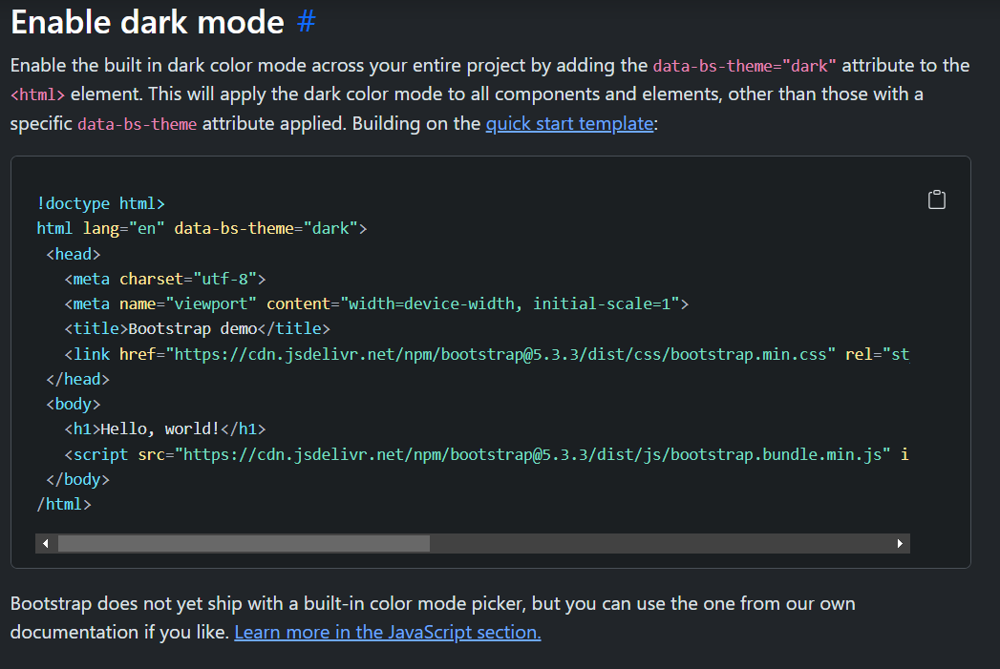 Enable dark mode #
Enable the built in dark color mode across your entire project by adding the data-bs-theme="dark" attribute to the
<html> element. This will apply the dark color mode to all components and elements, other than those with a
specific data-bs-theme attribute applied. Building on the quick start template:
!doctype html>
html lang="en" data-bs-theme="dark">
<head>
<meta charset="utf-8">
<meta name="viewport" content="width=device-width, initial-scale=1">
<title>Bootstrap demo</title>
<link href="https://cdn.jsdelivr.net/npm/bootstrap@5.3.3/dist/css/bootstrap.min.css" rel="st
</head>
<body>
<h1>Hello, world!</h1>
<script src="https://cdn.jsdelivr.net/npm/bootstrap@5.3.3/dist/js/bootstrap.bundle.min.js" i
</body>
/html>
Bootstrap does not yet ship with a built-in color mode picker, but you can use the one from our own
documentation if you like. Learn more in the JavaScript section.